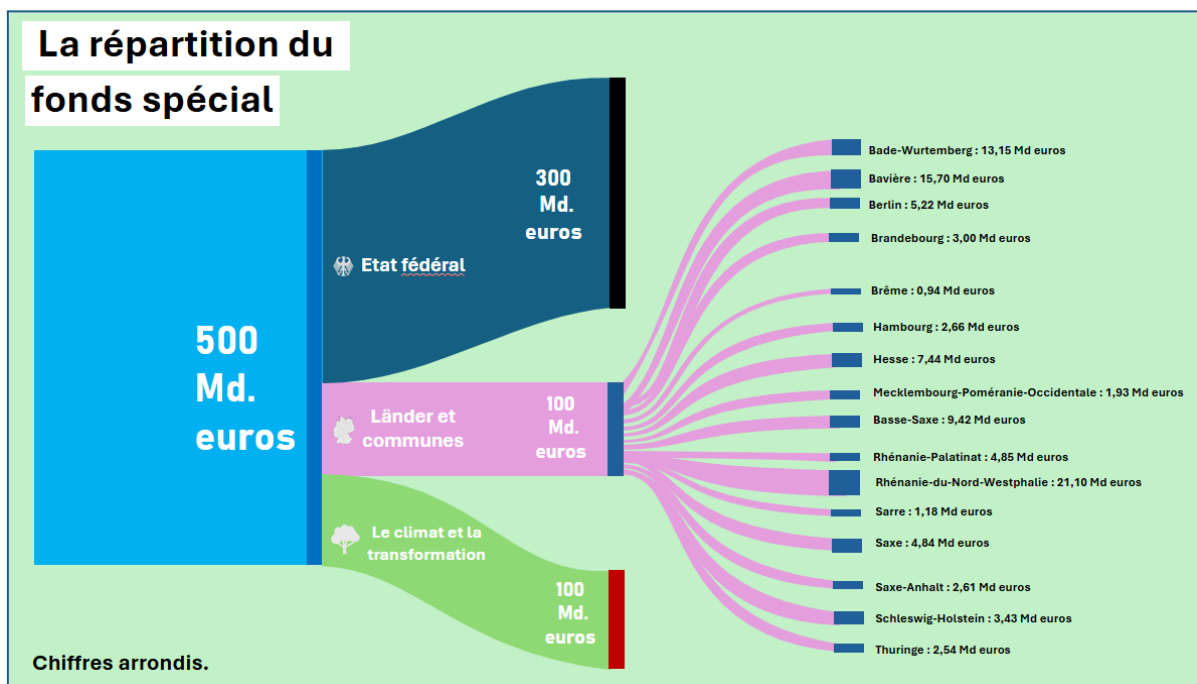 La répartition du
fonds spécial
500
Md.
euros
300
Md.
euros
Etat fédéral
Länder et
communes
100
Md.
euros
Le climat et la
transformation
100
Md.
euros
Bade-Wurtemberg : 13,15 Md euros
Bavière : 15,70 Md euros
Berlin : 5,22 Md euros
Brandebourg : 3,00 Md euros
Brême : 0,94 Md euros
Hambourg : 2,66 Md euros
Hesse : 7,44 Md euros
Mecklembourg-Poméranie-Occidentale : 1,93 Md euros
Basse-Saxe : 9,42 Md euros
Rhénanie-Palatinat : 4,85 Md euros
Rhénanie-du-Nord-Westphalie : 21,10 Md euros
Sarre : 1,18 Md euros
Saxe : 4,84 Md euros
Saxe-Anhalt : 2,61 Md euros
Schleswig-Holstein : 3,43 Md euros
Thuringe : 2,54 Md euros
Chiffres arrondis.